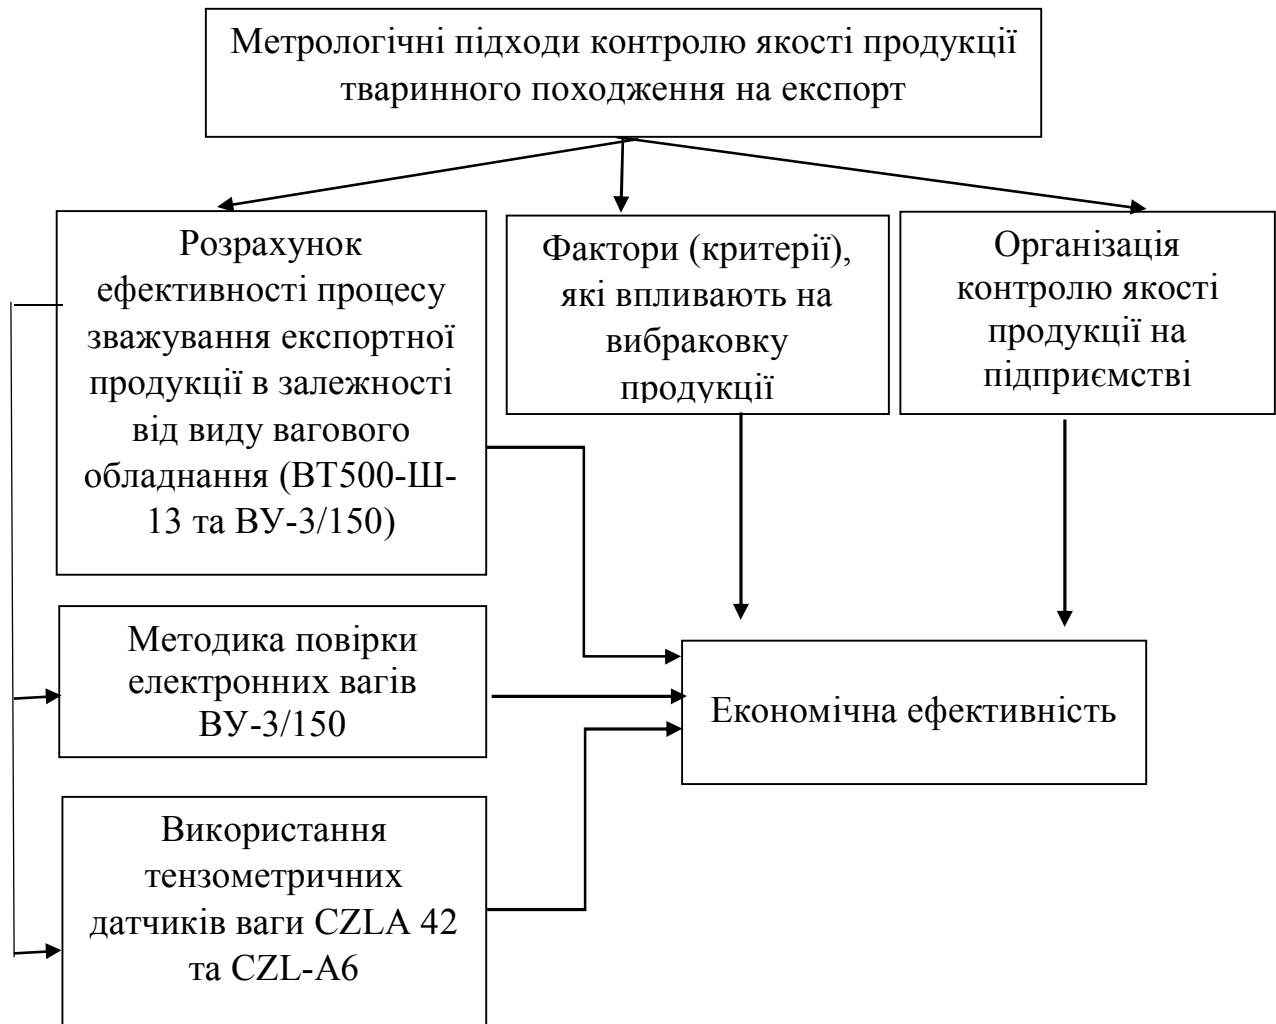 Метрологічні підходи контролю якості продукції
тваринного походження на експорт
Розрахунок
ефективності процесу
зважування експортної
продукції в залежності
від виду вагового
обладнання (ВТ500-Ш-
13 та ВУ-3/150)
Фактори (критерії),
які впливають на
вибраковку
продукції
Організація
контролю якості
продукції на
підприємстві
Методика повірки
електронних вагів
ВУ-3/150
Економічна ефективність
Використання
тензометричних
датчиків ваги CZLA 42
та CZL-A6